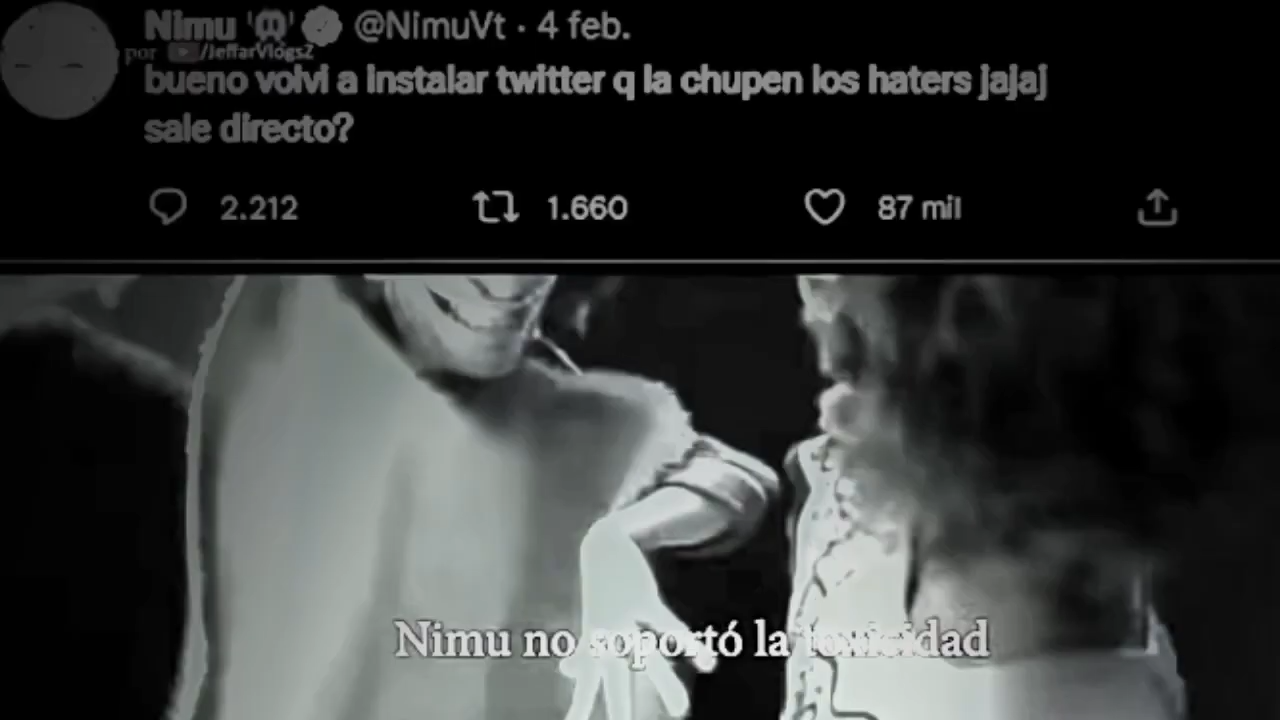 Nimu @NimuVt · 4 feb.
por /JeffarVlogsZ
bueno volvi a instalar twitter q la chupen los haters jajaj
sale directo?
2.212 1.660 87 mil
Nimu no soportó la toxicidad